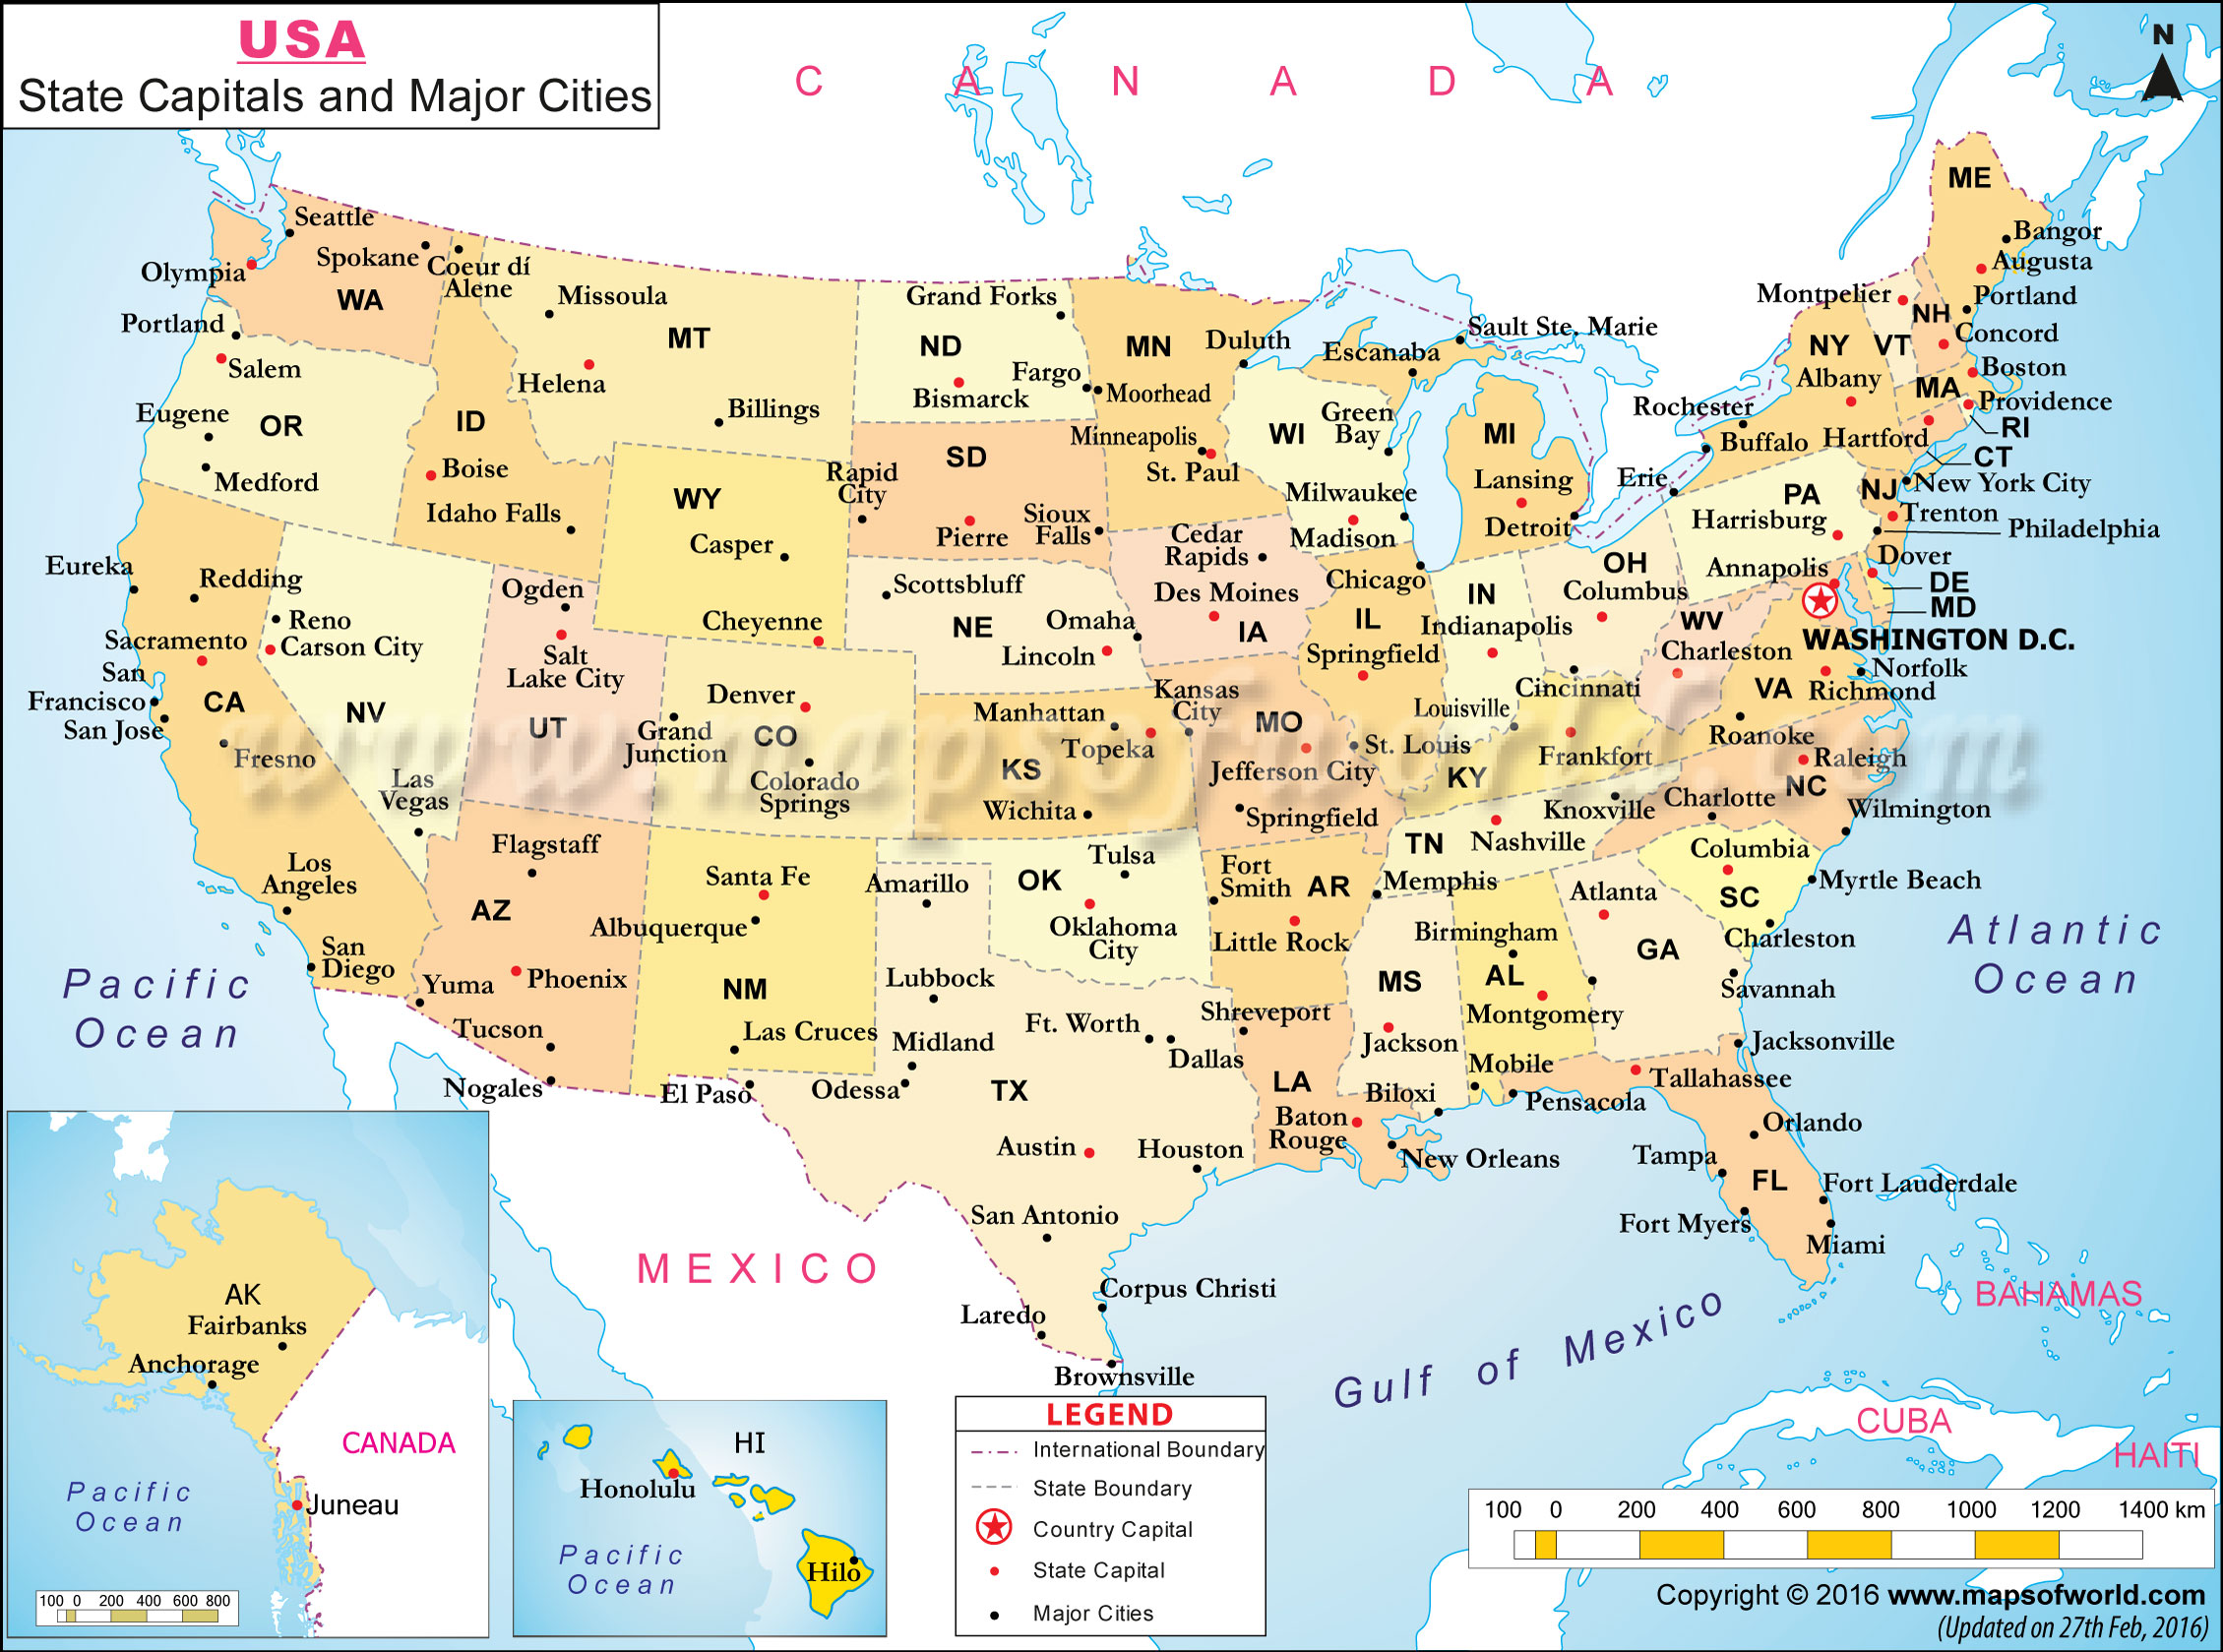 USA
State Capitals and Major Cities
C A N A D A
N
ME
Seattle
Bangor
Spokane
Coeur dí
Alene
Olympia
Augusta
WA
Missoula
Grand Forks
Montpelier
Portland
NH
Portland
MT
ND
MN
Duluth
Sault Ste. Marie
Escanaba
NY
VT
Concord
Salem
Helena
Fargo
Moorhead
Albany
Boston
Bismarck
MA
Eugene
OR
ID
Billings
Green
Bay
Rochester
Providence
RI
Minneapolis
WI
MI
Buffalo
Hartford
CT
SD
St. Paul
Boise
Rapid
City
Lansing
Erie
New York City
Medford
WY
Milwaukee
PA
NJ
Idaho Falls
Sioux
Falls
Harrisburg
Trenton
Pierre
Cedar
Rapids
Madison
Detroit
Philadelphia
Casper
Eureka
Redding
Ogden
Scottsbluff
Chicago
OH
Annapolis
Dover
DE
Des Moines
IN
Columbus
MD
Reno
Cheyenne
NE
Omaha
IA
IL
Indianapolis
WV
WASHINGTON D.C.
Sacramento
Carson City
Salt
Lake City
Lincoln
Springfield
Charleston
Norfolk
San
Francisco
CA
Denver
Kansas
City
Cincinnati
VA
Richmond
San Jose
NV
UT
Grand
Junction
CO
Manhattan
MO
Louisville
Topeka
St. Louis
Frankfort
Roanoke
Fresno
www.mapsofworld.com
Raleigh
Las
Vegas
Colorado
Springs
KS
Jefferson City
KY
NC
Wichita
Springfield
Knoxville
Charlotte
Wilmington
Flagstaff
TN
Nashville
Columbia
Los
Angeles
Santa Fe
Amarillo
Tulsa
OK
Fort
Smith
AR
Memphis
Atlanta
SC
Myrtle Beach
AZ
Albuquerque
Oklahoma
City
Little Rock
Birmingham
GA
Charleston
Atlantic
Ocean
San
Diego
Pacific
Ocean
Yuma
Phoenix
NM
Lubbock
MS
AL
Savannah
Tucson
Las Cruces
Midland
Ft. Worth
Dallas
Shreveport
Jackson
Montgomery
Jacksonville
Nogales
El Paso
Odessa
TX
LA
Biloxi
Mobile
Tallahassee
Pensacola
Baton
Rouge
Orlando
Austin
Houston
New Orleans
Tampa
FL
Fort Lauderdale
San Antonio
Fort Myers
Miami
MEXICO
Corpus Christi
Laredo
Brownsville
Gulf of Mexico
BAHAMAS
CUBA
HAITI
AK
Fairbanks
Anchorage
CANADA
Pacific
Ocean
Juneau
100 0 200 400 600 800
HI
Honolulu
Pacific
Ocean
Hilo
LEGEND
International Boundary
State Boundary
Country Capital
State Capital
Major Cities
100 0 200 400 600 800 1000 1200 1400 km
Copyright © 2016 www.mapsofworld.com
(Updated on 27th Feb, 2016)